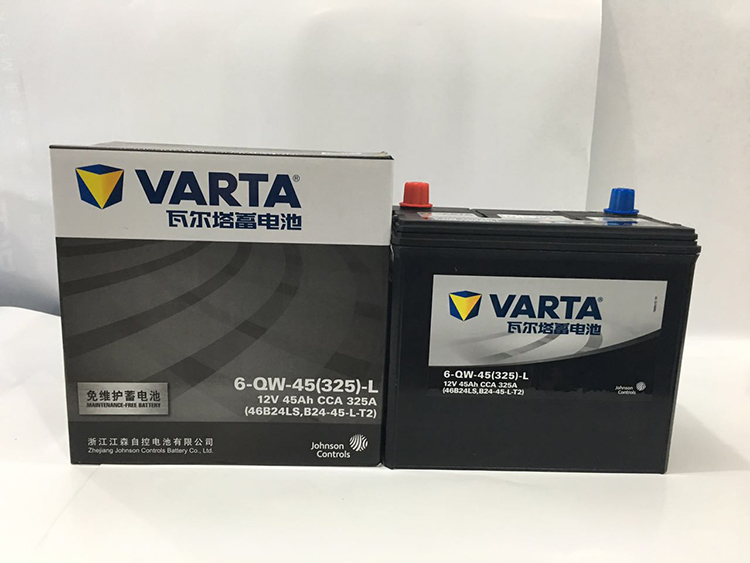 VARTA®
瓦尔塔蓄电池
6-QW-45(325)-L
12V 45Ah CCA 325A
(46B24LS,B24-45-L-T2)
免维护蓄电池
MAINTENANCE-FREE BATTERY
浙江江森自控电池有限公司
Zhejiang Johnson Controls Battery Co., Ltd.
Johnson
Controls
VARTA®
瓦尔塔蓄电池
6-QW-45(325)-L
12V 45Ah CCA 325A
(46B24LS,B24-45-L-T2)
Johnson
Controls